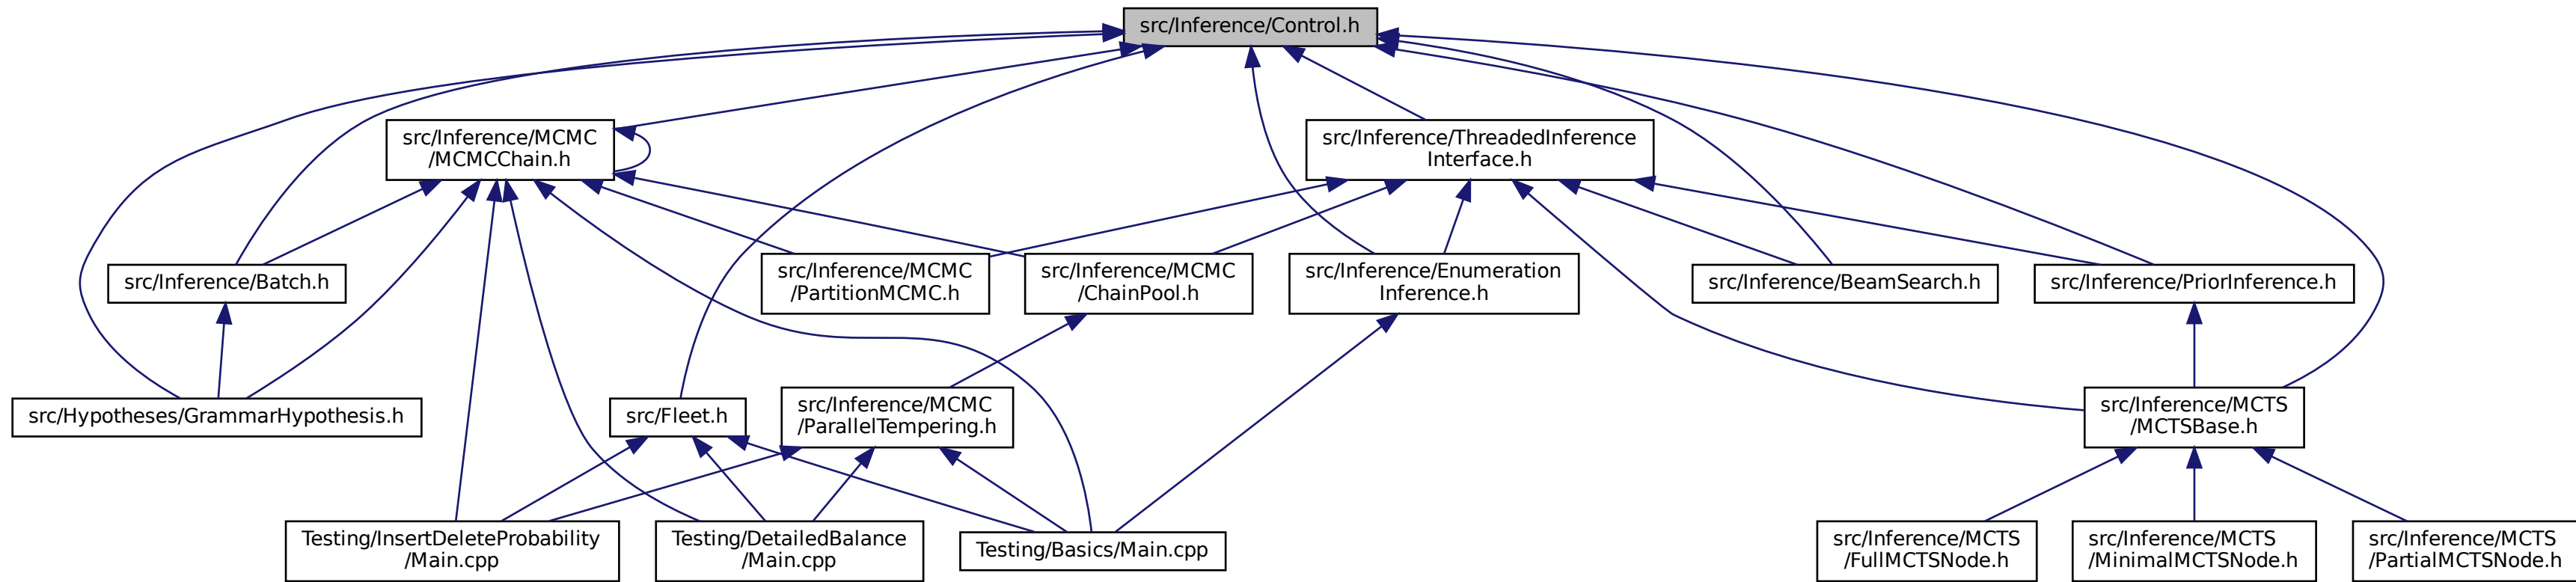 src/Inference/Control.h
src/Inference/MCMC
/MCMCChain.h
src/Inference/ThreadedInference
Interface.h
src/Inference/Batch.h
src/Inference/MCMC
/PartitionMCMC.h
src/Inference/MCMC
/ChainPool.h
src/Inference/Enumeration
Inference.h
src/Inference/BeamSearch.h
src/Inference/PriorInference.h
src/Hypotheses/GrammarHypothesis.h
src/Fleet.h
src/Inference/MCMC
/ParallelTempering.h
src/Inference/MCTS
/MCTSBase.h
Testing/InsertDeleteProbability
/Main.cpp
Testing/DetailedBalance
/Main.cpp
Testing/Basics/Main.cpp
src/Inference/MCTS
/FullMCTSNode.h
src/Inference/MCTS
/MinimalMCTSNode.h
src/Inference/MCTS
/PartialMCTSNode.h